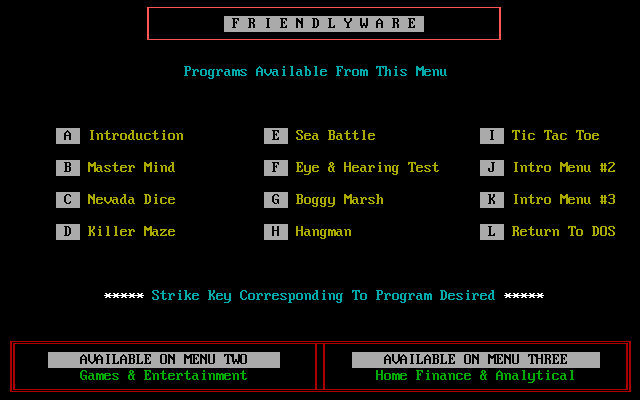 F R I E N D L Y W A R E
Programs Available From This Menu
A Introduction E Sea Battle I Tic Tac Toe
B Master Mind F Eye & Hearing Test J Intro Menu #2
C Nevada Dice G Boggy Marsh K Intro Menu #3
D Killer Maze H Hangman L Return To DOS
***** Strike Key Corresponding To Program Desired *****
AVAILABLE ON MENU TWO AVAILABLE ON MENU THREE
Games & Entertainment Home Finance & Analytical